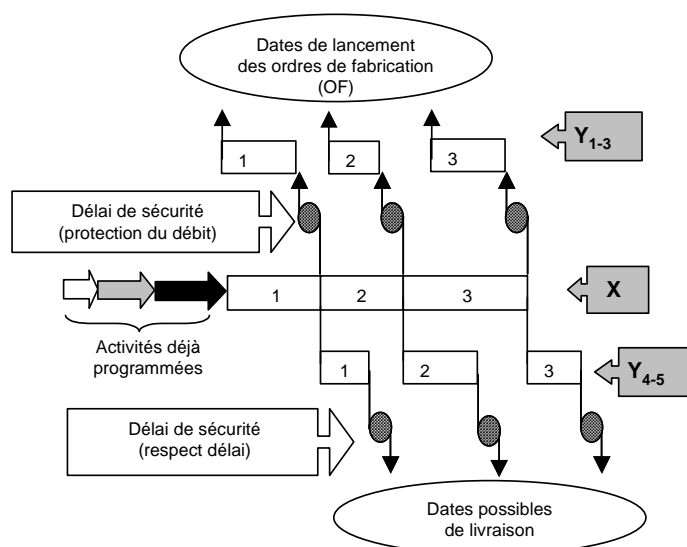 Dates de lancement
des ordres de fabrication
(OF)
Y1-3
1
2
3
Délai de sécurité
(protection du débit)
1
2
3
X
Activités déjà
programmées
1
2
3
Y4-5
Délai de sécurité
(respect délai)
Dates possibles
de livraison